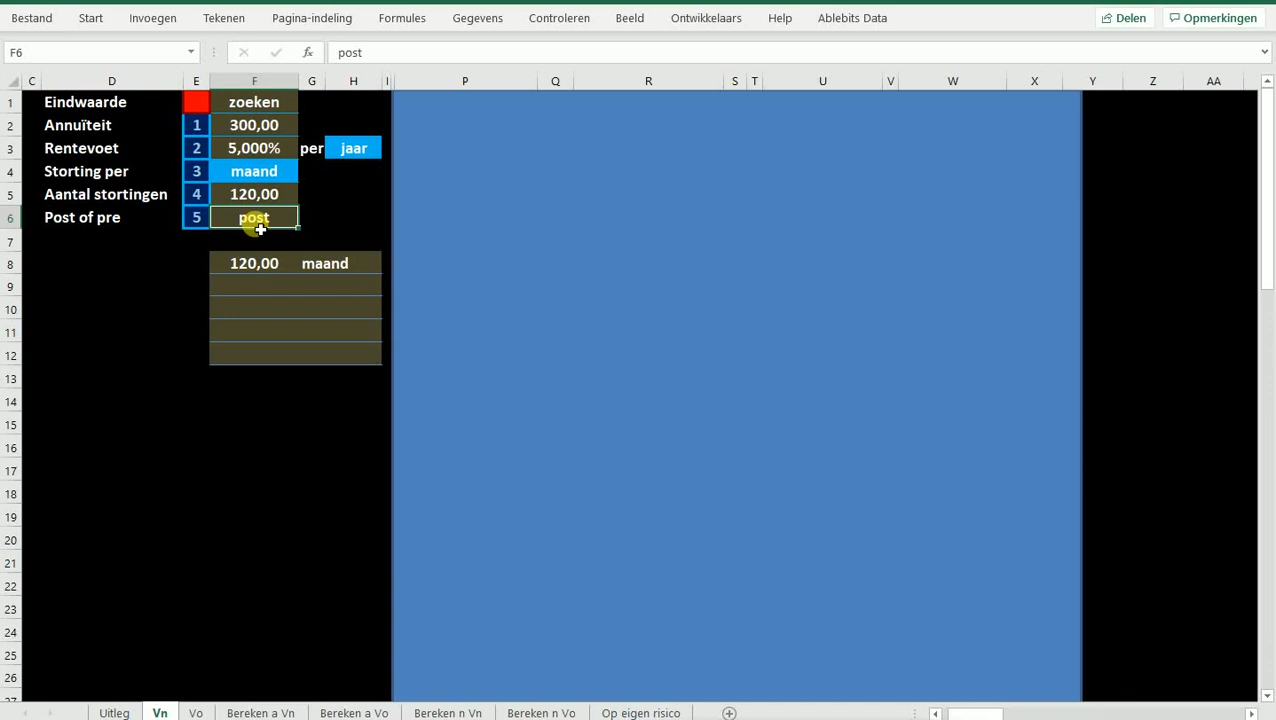 Bestand Start Invoegen Tekenen Pagina-indeling Formules Gegevens Controleren Beeld Ontwikkelaars Help Ablebits Data Delen Opmerkingen
F6 fx post
C D E F G H I P Q R S T U V W X Y Z AA
1 Eindwaarde zoeken
2 Annuïteit 1 300,00
3 Rentevoet 2 5,000% per jaar
4 Storting per 3 maand
5 Aantal stortingen 4 120,00
6 Post of pre 5 post
7
8 120,00 maand
9
10
11
12
13
14
15
16
17
18
19
20
21
22
23
24
25
26
27
Uitleg Vn Vo Bereken a Vn Bereken a Vo Bereken n Vn Bereken n Vo Op eigen risico